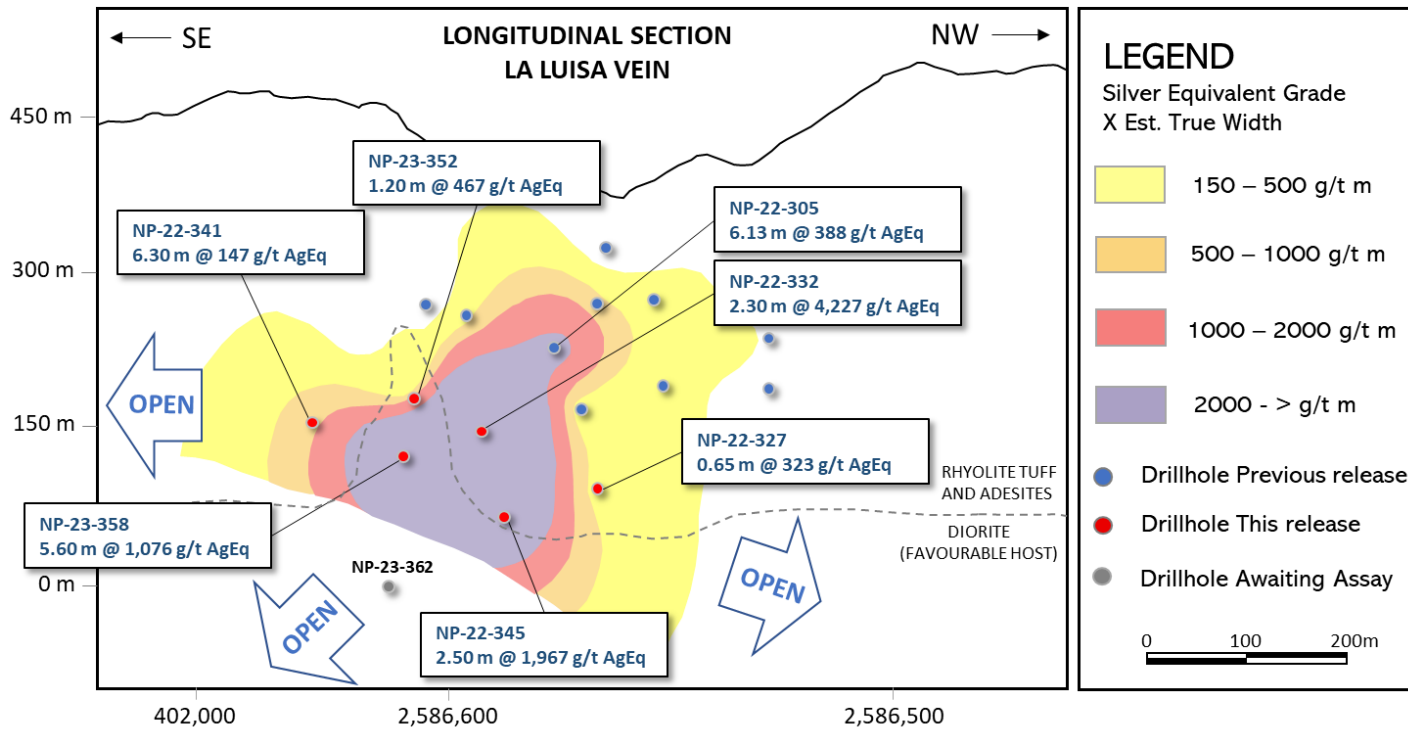 SE
LONGITUDINAL SECTION
LA LUISA VEIN
NW
450 m
300 m
150 m
0 m
NP-23-352
1.20 m @ 467 g/t AgEq
NP-22-341
6.30 m @ 147 g/t AgEq
NP-22-305
6.13 m @ 388 g/t AgEq
NP-22-332
2.30 m @ 4,227 g/t AgEq
OPEN
NP-22-327
0.65 m @ 323 g/t AgEq
RHYOLITE TUFF
AND ADESITES
DIORITE
(FAVOURABLE HOST)
NP-23-358
5.60 m @ 1,076 g/t AgEq
NP-23-362
OPEN
OPEN
NP-22-345
2.50 m @ 1,967 g/t AgEq
402,000
2,586,600
2,586,500
LEGEND
Silver Equivalent Grade
X Est. True Width
150 – 500 g/t m
500 – 1000 g/t m
1000 – 2000 g/t m
2000 - > g/t m
Drillhole Previous release
Drillhole This release
Drillhole Awaiting Assay
0 100 200m